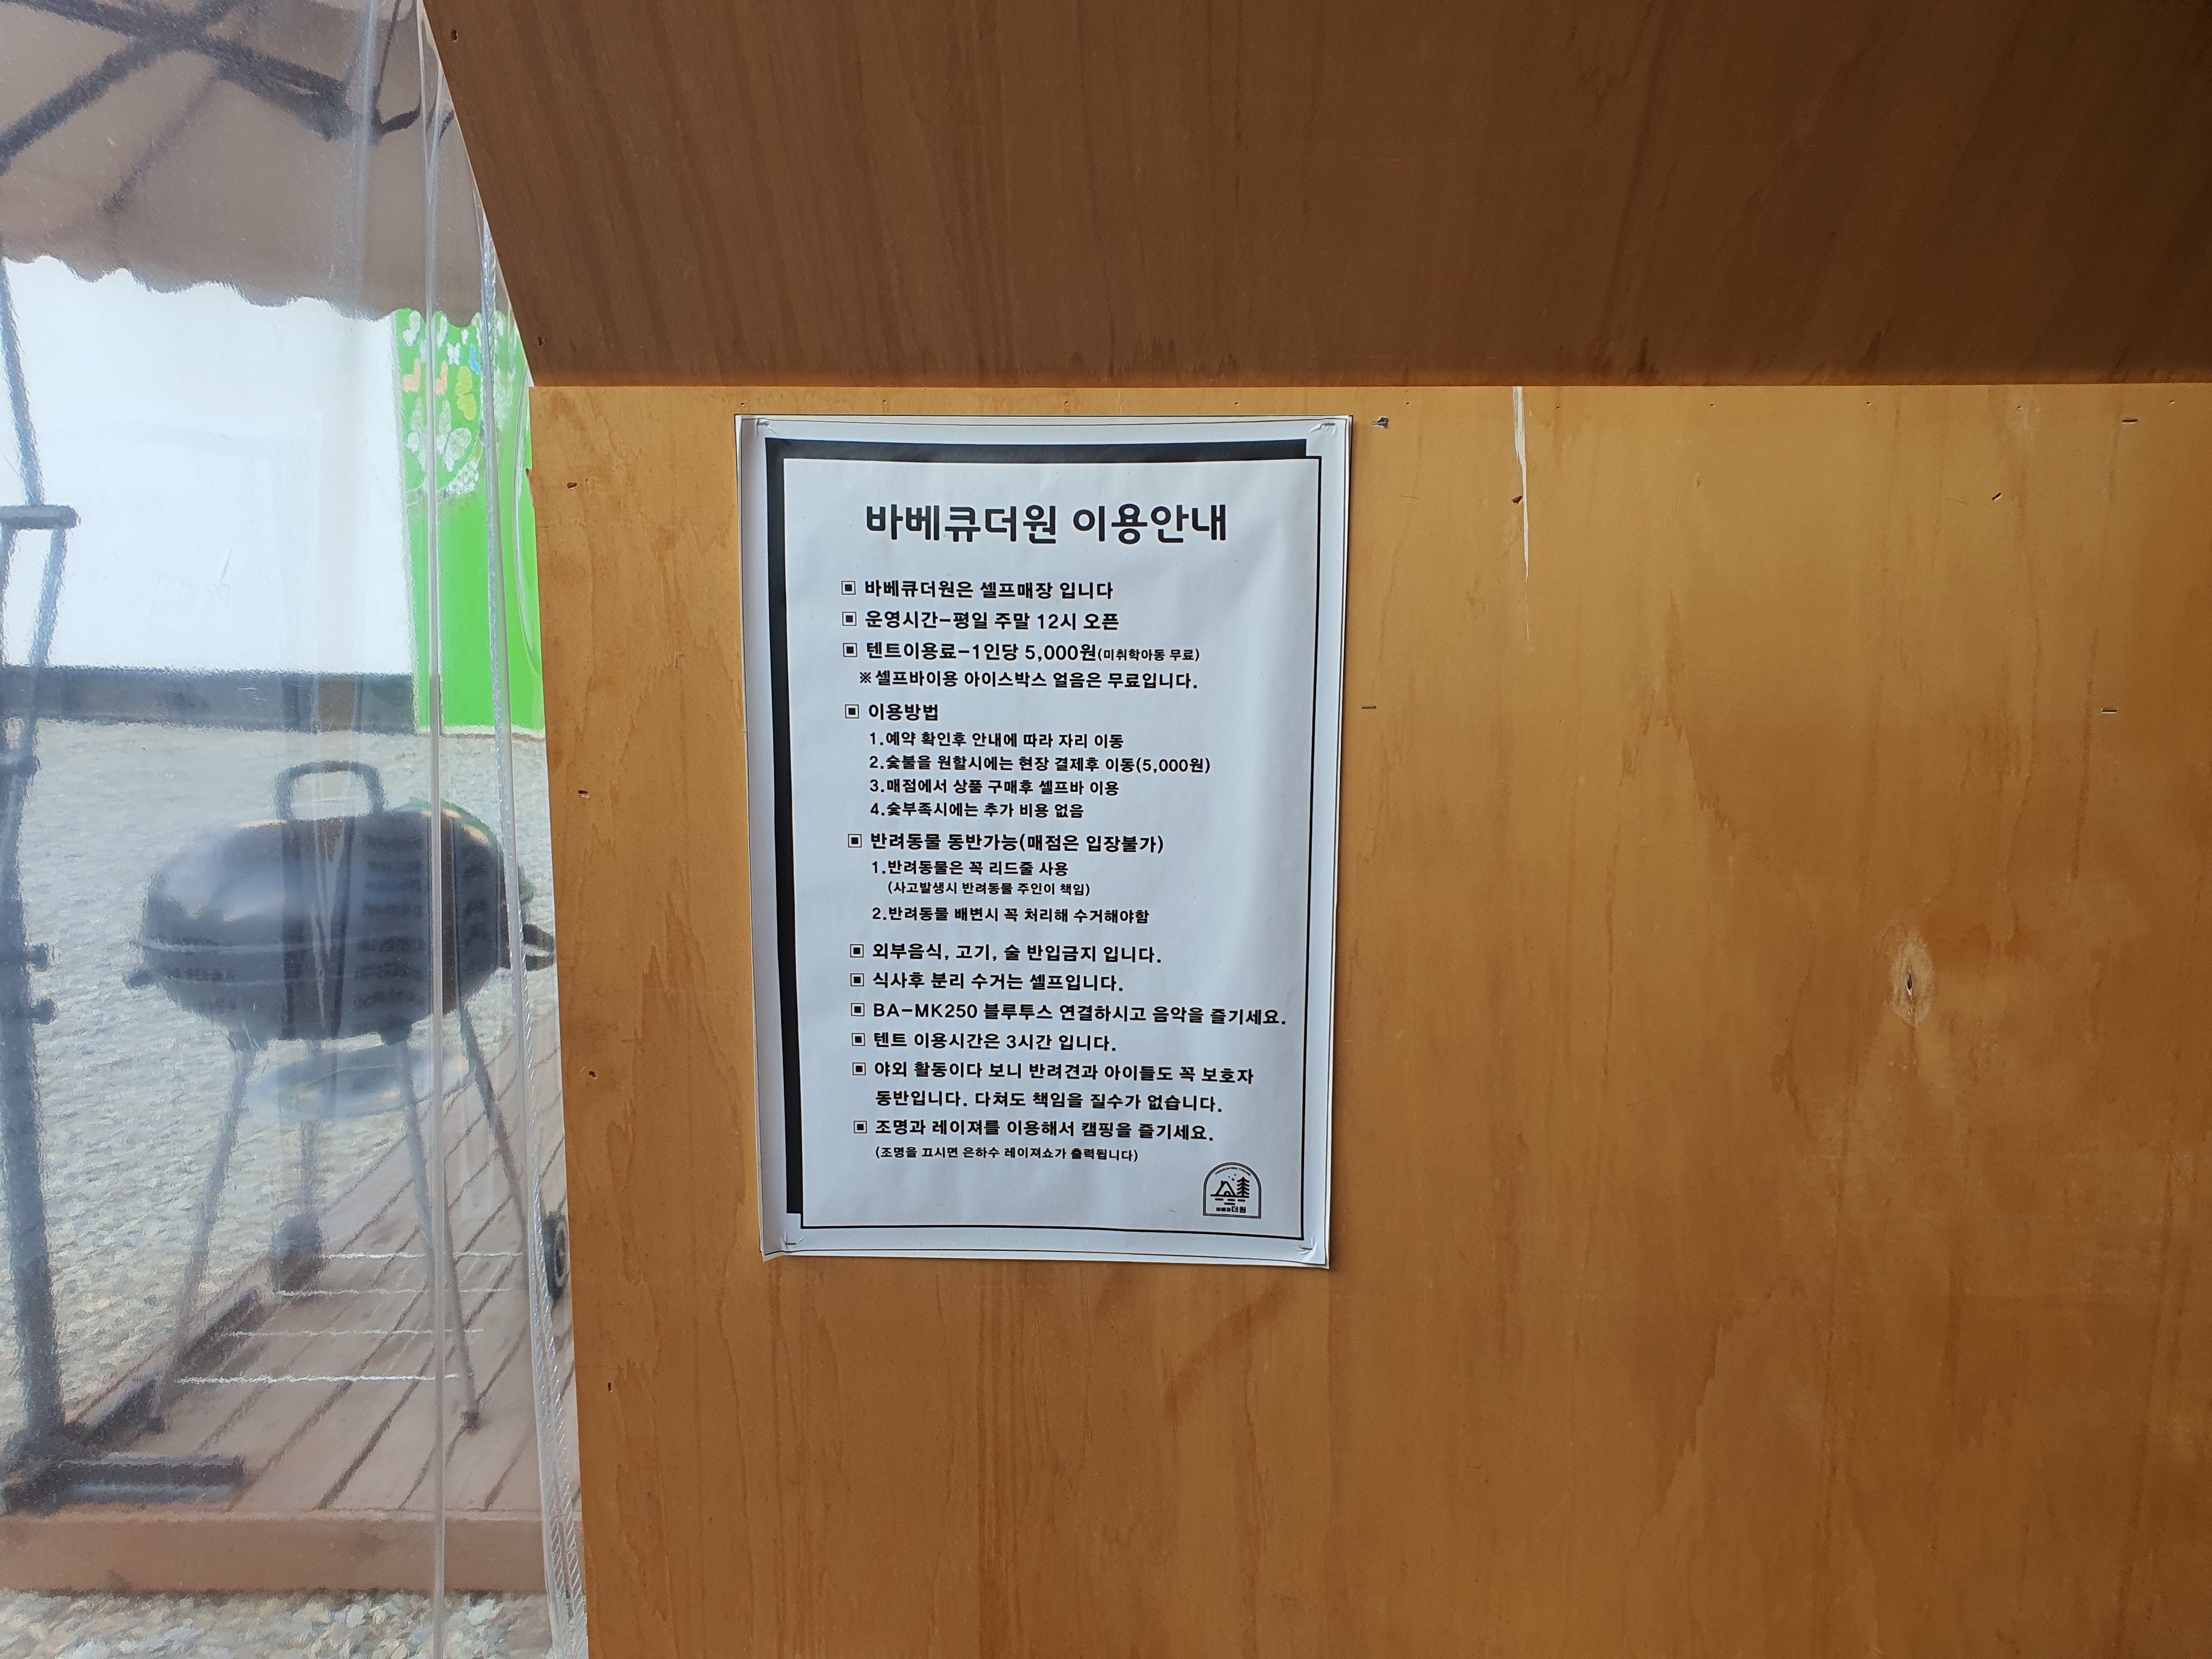 바베큐더원 이용안내
▣ 바베큐더원은 셀프매장 입니다
▣ 운영시간-평일 주말 12시 오픈
▣ 텐트이용료-1인당 5,000원(미취학아동 무료)
※셀프바이용 아이스박스 얼음은 무료입니다.
▣ 이용방법
1.예약 확인후 안내에 따라 자리 이동
2.숯불을 원할시에는 현장 결제후 이동(5,000원)
3.매점에서 상품 구매후 셀프바 이용
4.숯부족시에는 추가 비용 없음
▣ 반려동물 동반가능(매점은 입장불가)
1.반려동물은 꼭 리드줄 사용
(사고발생시 반려동물 주인이 책임)
2.반려동물 배변시 꼭 처리해 수거해야함
▣ 외부음식, 고기, 술 반입금지 입니다.
▣ 식사후 분리 수거는 셀프입니다.
▣ BA-MK250 블루투스 연결하시고 음악을 즐기세요.
▣ 텐트 이용시간은 3시간 입니다.
▣ 야외 활동이다 보니 반려견과 아이들도 꼭 보호자
동반입니다. 다쳐도 책임을 질수가 없습니다.
▣ 조명과 레이져를 이용해서 캠핑을 즐기세요.
(조명을 끄시면 은하수 레이져쇼가 출력됩니다)
바베큐더원